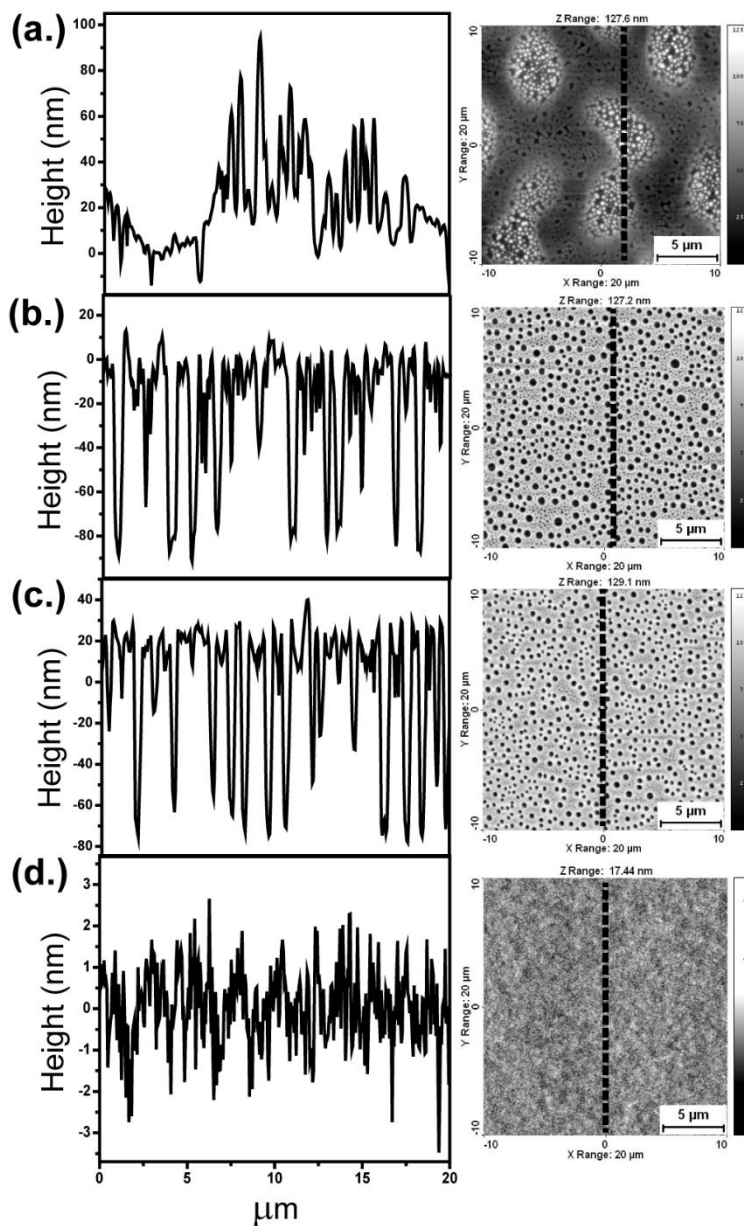 (a.)
Height (nm)
100
80
60
40
20
0
Z Range: 127.6 nm
Y Range: 20 µm
10
0
-10
5 µm
-10 0 10
X Range: 20 µm
(b.)
Height (nm)
20
0
-20
-40
-60
-80
Z Range: 127.2 nm
Y Range: 20 µm
10
0
-10
5 µm
-10 0 10
X Range: 20 µm
(c.)
Height (nm)
40
20
0
-20
-40
-60
-80
Z Range: 129.1 nm
Y Range: 20 µm
10
0
-10
5 µm
-10 0 10
X Range: 20 µm
(d.)
Height (nm)
3
2
1
0
-1
-2
-3
0 5 10 15 20
µm
Z Range: 17.44 nm
Y Range: 20 µm
10
0
-10
5 µm
-10 0 10
X Range: 20 µm